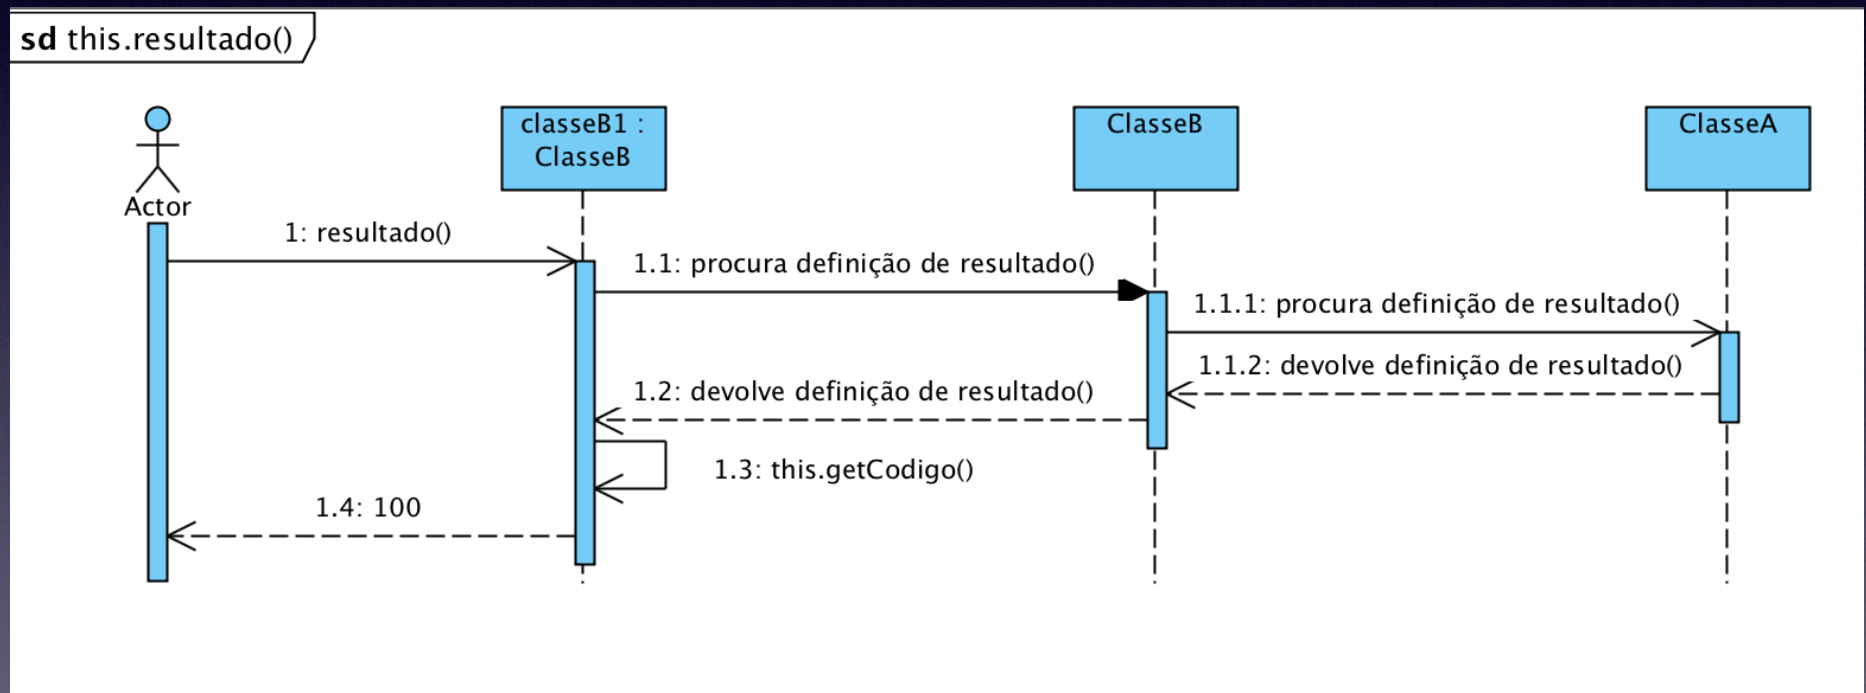 sd this.resultado()
classeB1 :
ClasseB
ClasseB
ClasseA
Actor
1: resultado()
1.1: procura definição de resultado()
1.1.1: procura definição de resultado()
1.1.2: devolve definição de resultado()
1.2: devolve definição de resultado()
1.3: this.getCodigo()
1.4: 100